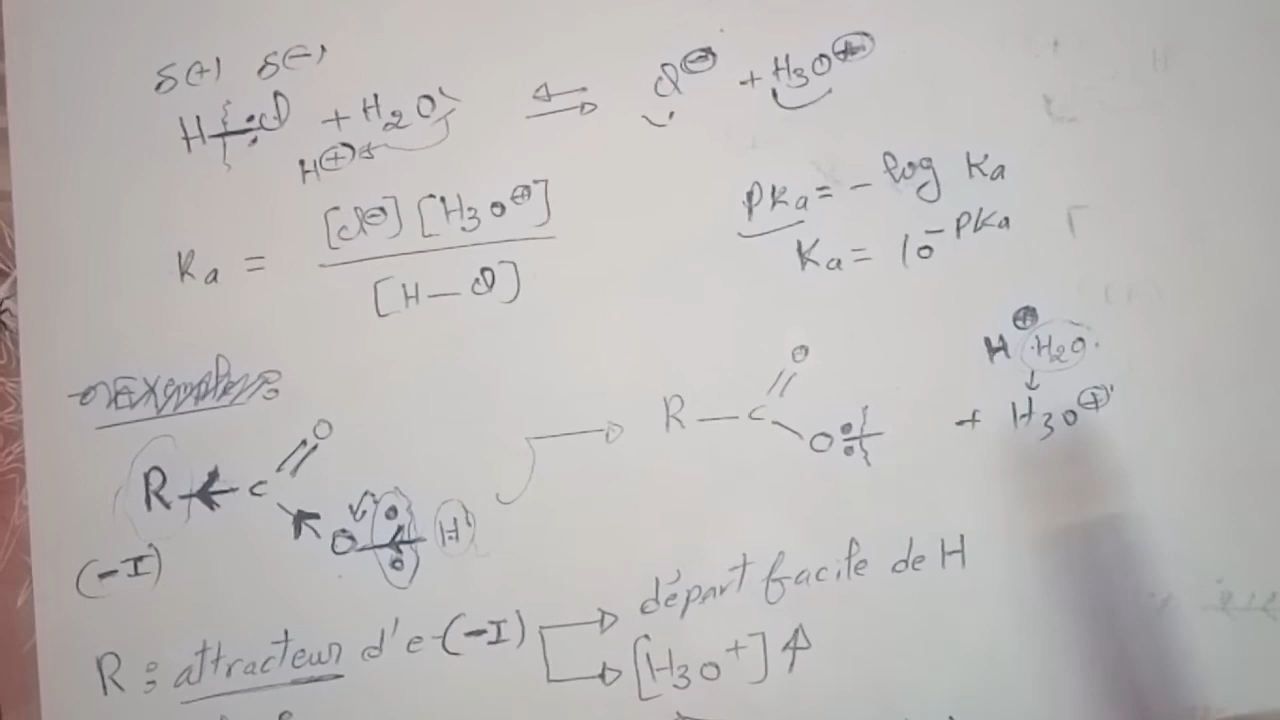 δ(+) δ(-)
H : Cl + H2O ⇌ Cl⊖ + H3O⊕
H⊕
Ka = [Cl⊖] [H3O⊕] / [H — Cl]
PKa = - log Ka
Ka = 10^-PKa
Exemples
R ← C = O O H → R — C = O O + H3O⊕
H⊕ H2O
(-I)
R : attracteur d'e- (-I) → départ facile de H
→ [H3O+] ↑